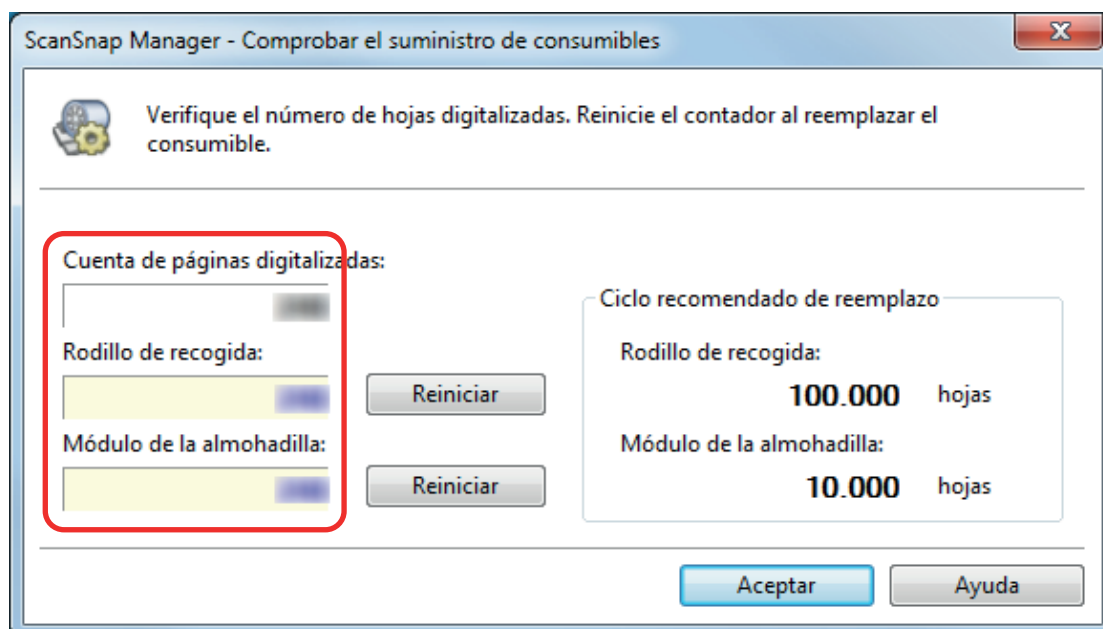 ScanSnap Manager - Comprobar el suministro de consumibles
Verifique el número de hojas digitalizadas. Reinicie el contador al reemplazar el
consumible.
Cuenta de páginas digitalizadas:
Rodillo de recogida:
Reiniciar
Módulo de la almohadilla:
Reiniciar
Ciclo recomendado de reemplazo
Rodillo de recogida:
100.000 hojas
Módulo de la almohadilla:
10.000 hojas
Aceptar
Ayuda